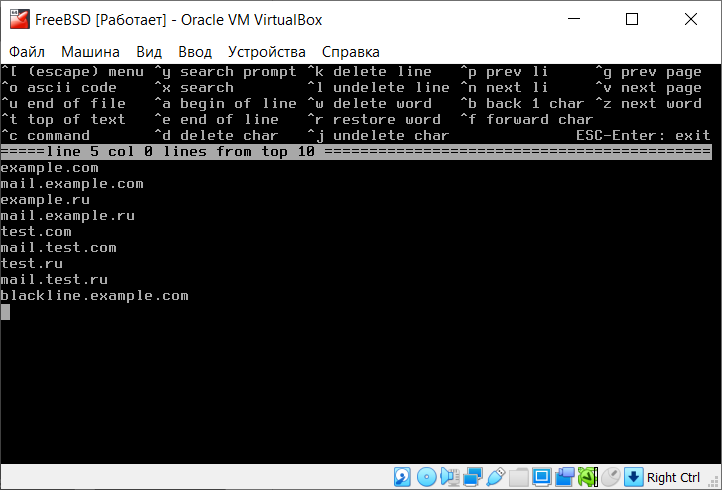 FreeBSD [Работает] - Oracle VM VirtualBox
Файл Машина Вид Ввод Устройства Справка
^[ (escape) menu ^y search prompt ^k delete line ^p prev li ^g prev page
^o ascii code ^x search ^l undelete line ^n next li ^v next page
^u end of file ^a begin of line ^w delete word ^b back 1 char ^z next word
^t top of text ^e end of line ^r restore word ^f forward char
^c command ^d delete char ^j undelete char ESC-Enter: exit
=====line 5 col 0 lines from top 10 ===========================================
example.com
mail.example.com
example.ru
mail.example.ru
test.com
mail.test.com
test.ru
mail.test.ru
blackline.example.com
Right Ctrl